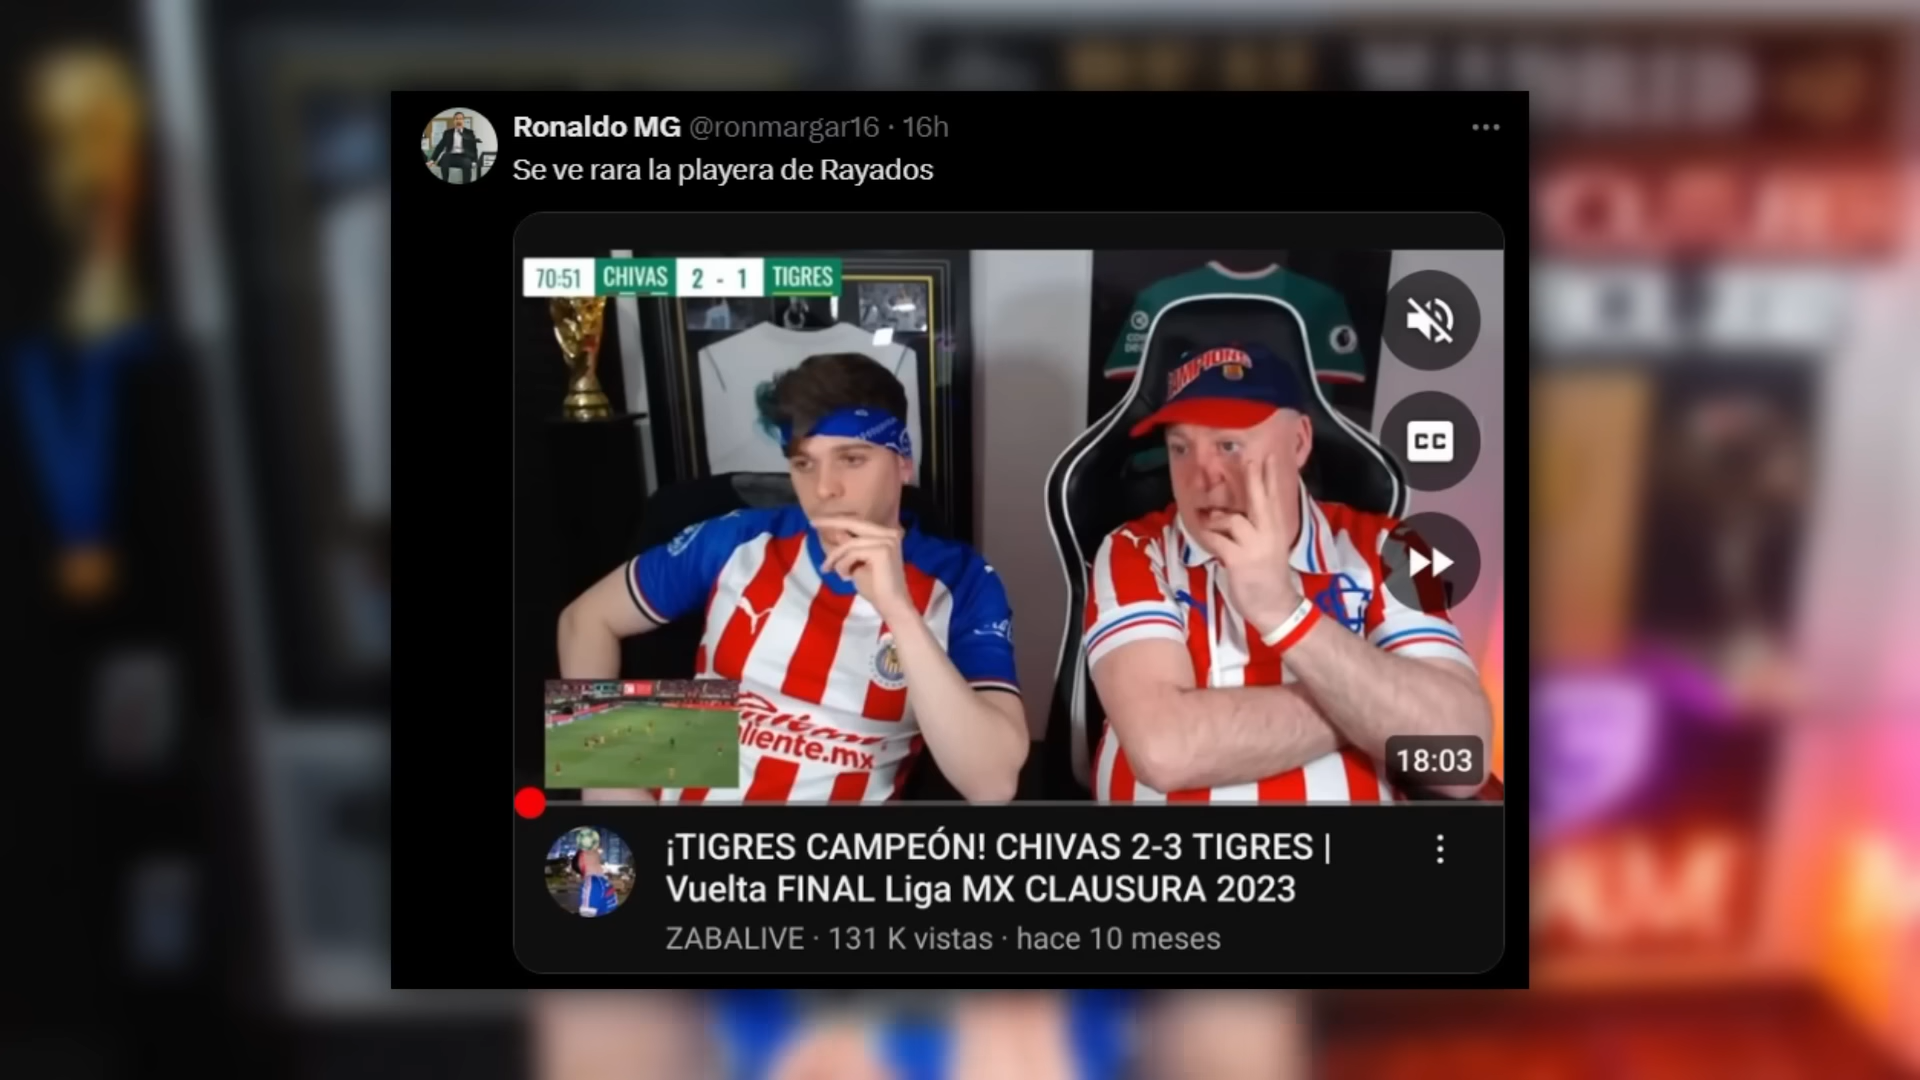 Ronaldo MG @ronmargar16 · 16h
Se ve rara la playera de Rayados
70:51 CHIVAS 2 - 1 TIGRES
CC
18:03
¡TIGRES CAMPEÓN! CHIVAS 2-3 TIGRES |
Vuelta FINAL Liga MX CLAUSURA 2023
ZABALIVE · 131 K vistas · hace 10 meses